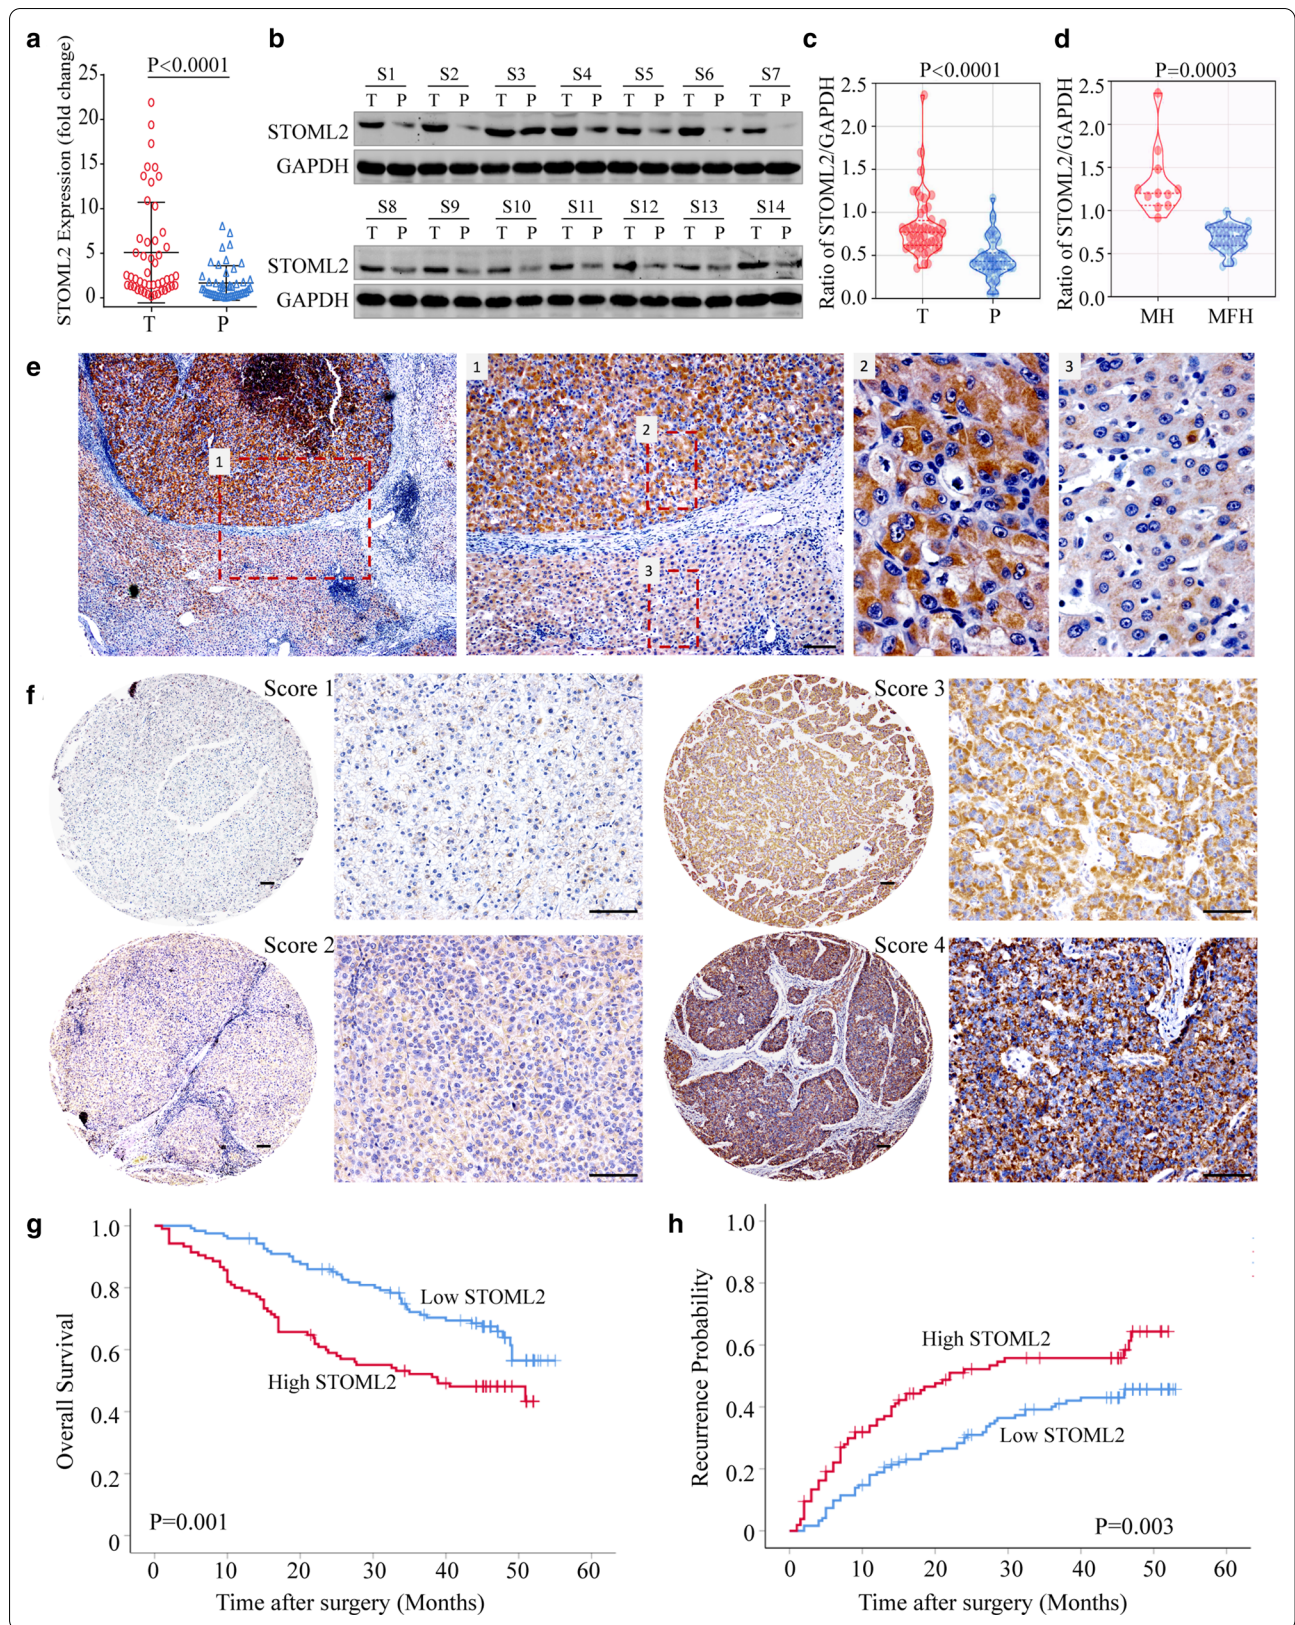 a
P<0.0001
STOML2 Expression (fold change)
25
20
15
10
5
0
T P
b
S1 S2 S3 S4 S5 S6 S7
T P T P T P T P T P T P T P
STOML2
GAPDH
S8 S9 S10 S11 S12 S13 S14
T P T P T P T P T P T P T P
STOML2
GAPDH
c
P<0.0001
Ratio of STOML2/GAPDH
2.5
2.0
1.5
1.0
0.5
0.0
T P
d
P=0.0003
Ratio of STOML2/GAPDH
2.5
2.0
1.5
1.0
0.5
0.0
MH MFH
e
1
1
2
3
2
3
f
Score 1
Score 3
Score 2
Score 4
g
Overall Survival
1.0
0.8
0.6
0.4
0.2
0
Low STOML2
High STOML2
P=0.001
0 10 20 30 40 50 60
Time after surgery (Months)
h
Recurrence Probability
1.0
0.8
0.6
0.4
0.2
0
High STOML2
Low STOML2
P=0.003
0 10 20 30 40 50 60
Time after surgery (Months)